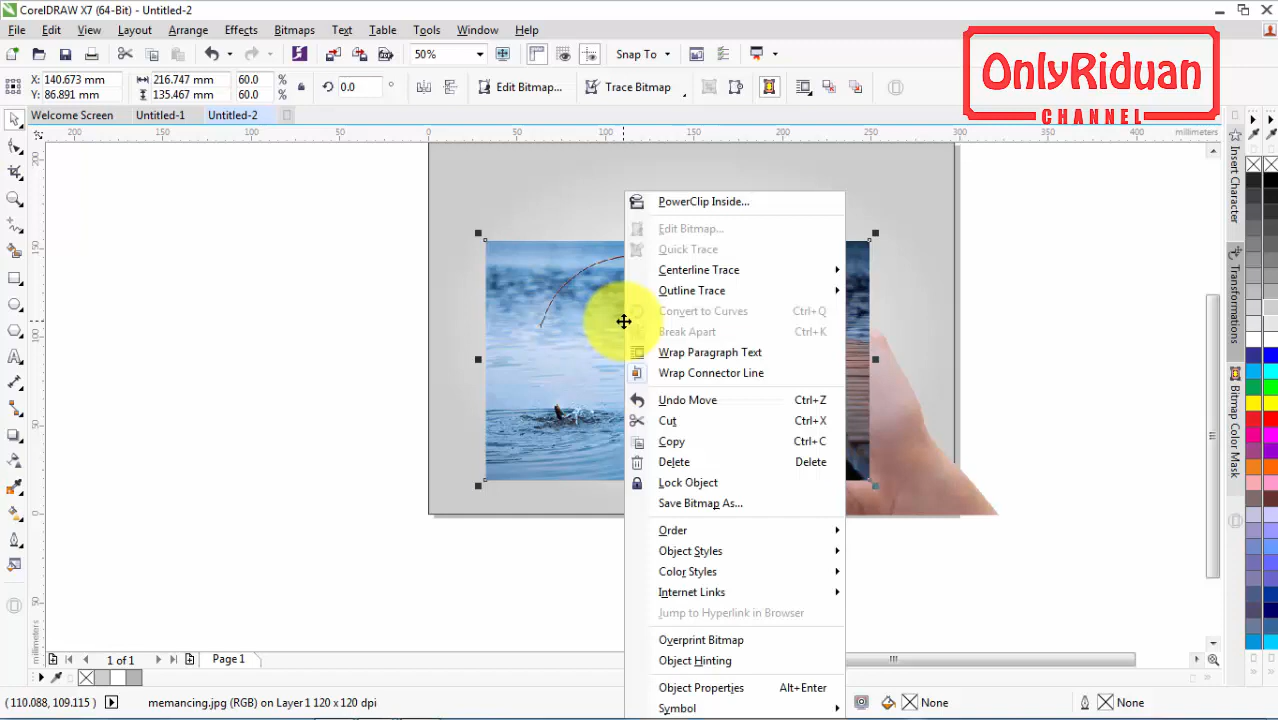 CorelDRAW X7 (64-Bit) - Untitled-2
File Edit View Layout Arrange Effects Bitmaps Text Table Tools Window Help
50% Snap To
X: 140.673 mm 216.747 mm 60.0 % 0.0 ° Edit Bitmap... Trace Bitmap
Y: 86.891 mm 135.467 mm 60.0 %
OnlyRiduan
CHANNEL
Welcome Screen Untitled-1 Untitled-2
200 150 50 0 50 100 150 200 250 300 400 millimeters
200
150
100
50
0
50
millimeters
PowerClip Inside...
Edit Bitmap...
Quick Trace
Centerline Trace
Outline Trace
Convert to Curves Ctrl+Q
Break Apart Ctrl+K
Wrap Paragraph Text
Wrap Connector Line
Undo Move Ctrl+Z
Cut Ctrl+X
Copy Ctrl+C
Delete Delete
Lock Object
Save Bitmap As...
Order
Object Styles
Color Styles
Internet Links
Jump to Hyperlink in Browser
Overprint Bitmap
Object Hinting
Object Properties Alt+Enter
Symbol
Insert Character
Transformations
Bitmap Color Mask
1 of 1 Page 1
(110.088, 109.115) memancing.jpg (RGB) on Layer 1 120 x 120 dpi None None